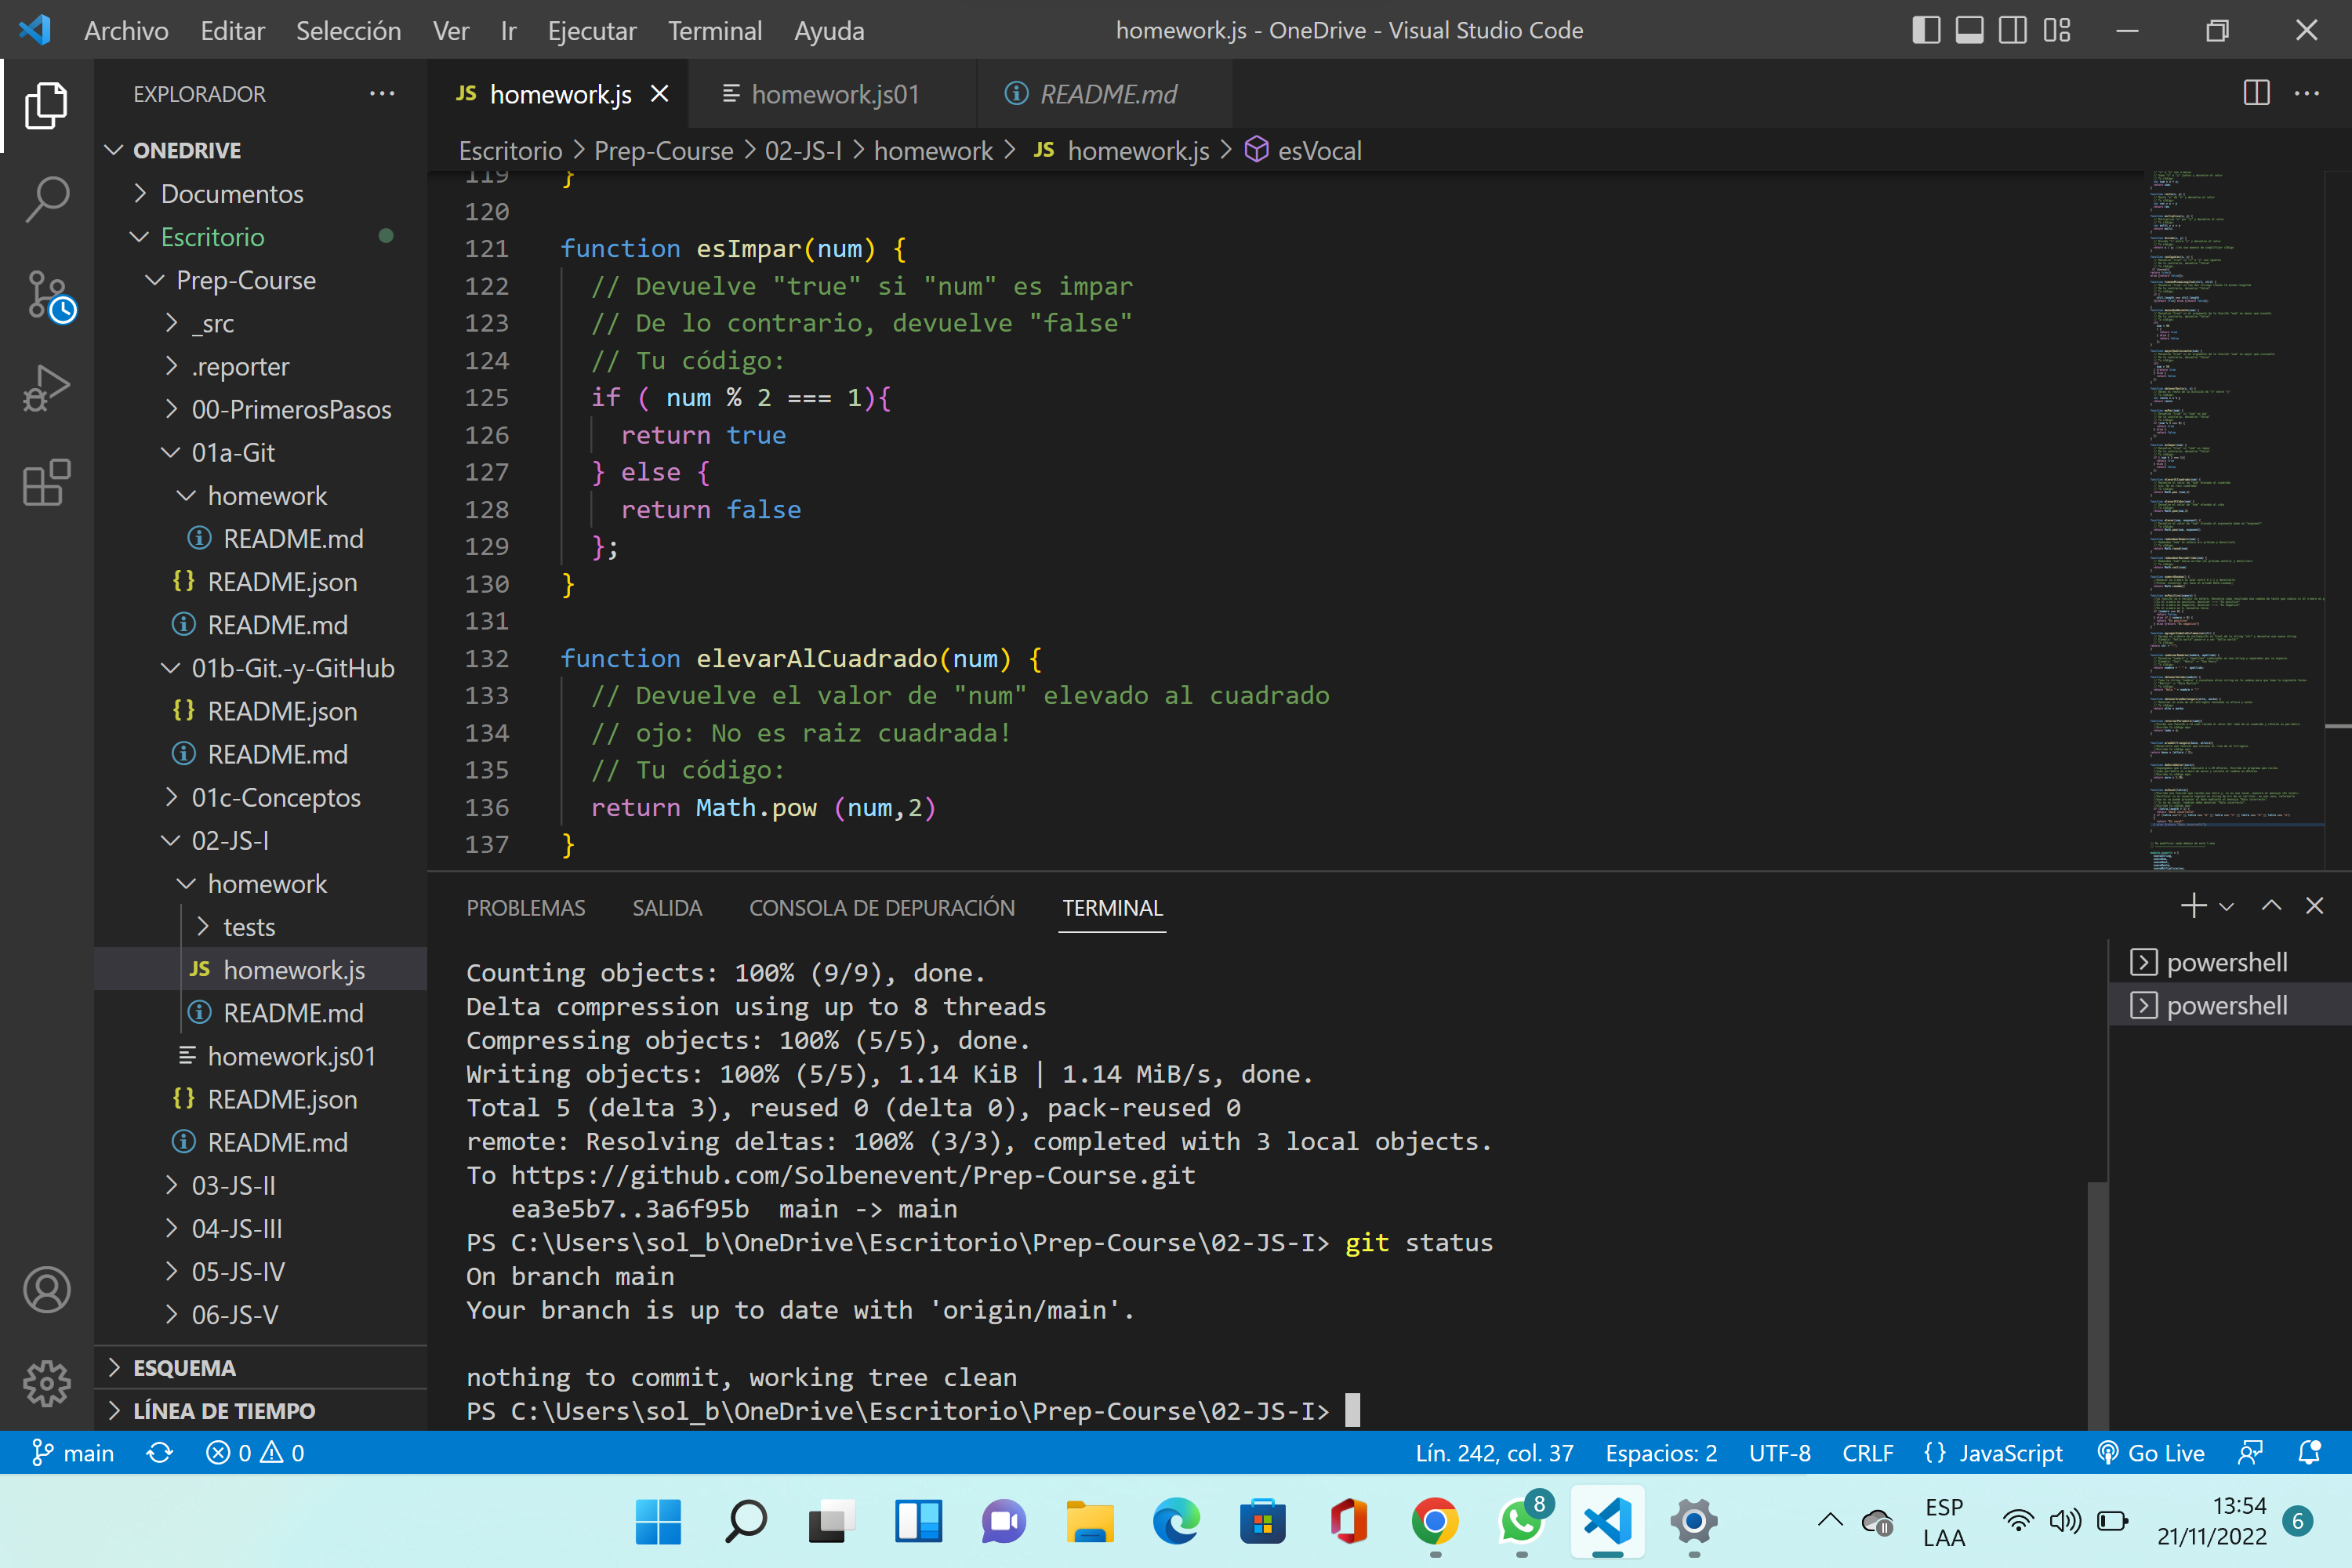 Archivo Editar Selección Ver Ir Ejecutar Terminal Ayuda homework.js - OneDrive - Visual Studio Code
EXPLORADOR
ONEDRIVE
Documentos
Escritorio
Prep-Course
_src
.reporter
00-PrimerosPasos
01a-Git
homework
README.md
README.json
README.md
01b-Git.-y-GitHub
README.json
README.md
01c-Conceptos
02-JS-I
homework
tests
JS homework.js
README.md
homework.js01
README.json
README.md
03-JS-II
04-JS-III
05-JS-IV
06-JS-V
ESQUEMA
LÍNEA DE TIEMPO
JS homework.js homework.js01 README.md
Escritorio > Prep-Course > 02-JS-I > homework > JS homework.js > esVocal
119 }
120
121 function esImpar(num) {
122 // Devuelve "true" si "num" es impar
123 // De lo contrario, devuelve "false"
124 // Tu código:
125 if ( num % 2 === 1){
126 return true
127 } else {
128 return false
129 };
130 }
131
132 function elevarAlCuadrado(num) {
133 // Devuelve el valor de "num" elevado al cuadrado
134 // ojo: No es raiz cuadrada!
135 // Tu código:
136 return Math.pow (num,2)
137 }
PROBLEMAS SALIDA CONSOLA DE DEPURACIÓN TERMINAL
Counting objects: 100% (9/9), done.
Delta compression using up to 8 threads
Compressing objects: 100% (5/5), done.
Writing objects: 100% (5/5), 1.14 KiB | 1.14 MiB/s, done.
Total 5 (delta 3), reused 0 (delta 0), pack-reused 0
remote: Resolving deltas: 100% (3/3), completed with 3 local objects.
To https://github.com/Solbenevent/Prep-Course.git
ea3e5b7..3a6f95b main -> main
PS C:\Users\sol_b\OneDrive\Escritorio\Prep-Course\02-JS-I> git status
On branch main
Your branch is up to date with 'origin/main'.
nothing to commit, working tree clean
PS C:\Users\sol_b\OneDrive\Escritorio\Prep-Course\02-JS-I>
powershell
powershell
main 0 0 Lín. 242, col. 37 Espacios: 2 UTF-8 CRLF {} JavaScript Go Live
8
ESP
LAA
13:54
21/11/2022
6